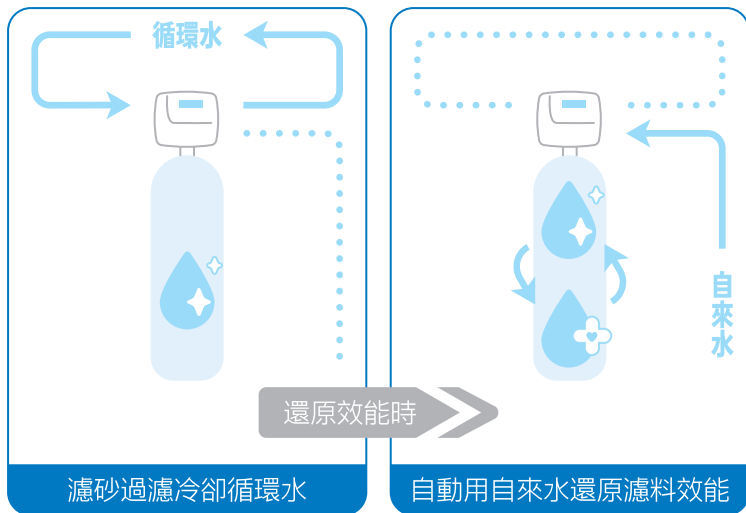 循環水
自來水
還原效能時
濾砂過濾冷卻循環水
自動用自來水還原濾料效能